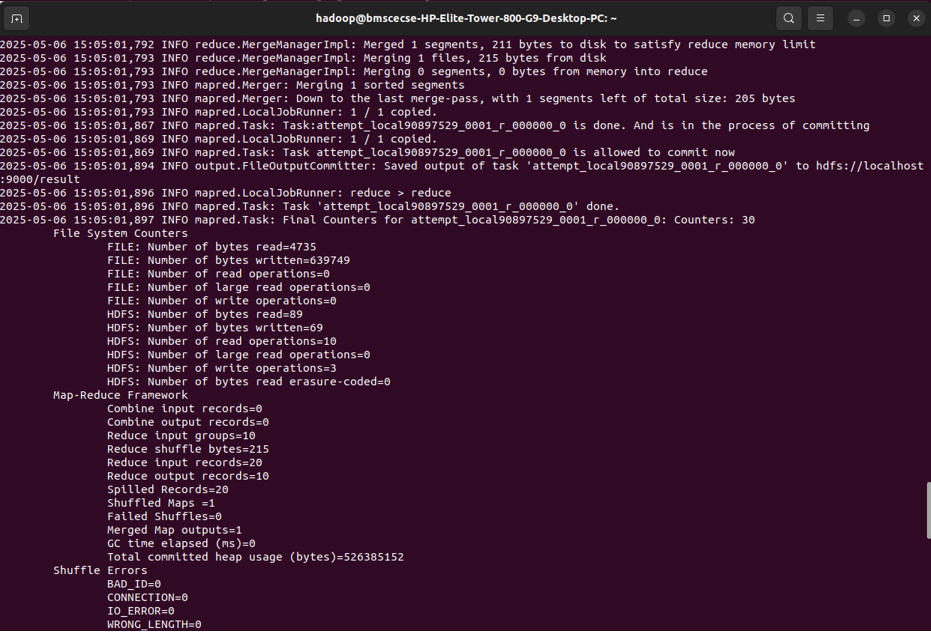 hadoop@bmscecse-HP-Elite-Tower-800-G9-Desktop-PC: ~
2025-05-06 15:05:01,792 INFO reduce.MergeManagerImpl: Merged 1 segments, 211 bytes to disk to satisfy reduce memory limit
2025-05-06 15:05:01,793 INFO reduce.MergeManagerImpl: Merging 1 files, 215 bytes from disk
2025-05-06 15:05:01,793 INFO reduce.MergeManagerImpl: Merging 0 segments, 0 bytes from memory into reduce
2025-05-06 15:05:01,793 INFO mapred.Merger: Merging 1 sorted segments
2025-05-06 15:05:01,793 INFO mapred.Merger: Down to the last merge-pass, with 1 segments left of total size: 205 bytes
2025-05-06 15:05:01,793 INFO mapred.LocalJobRunner: 1 / 1 copied.
2025-05-06 15:05:01,867 INFO mapred.Task: Task:attempt_local90897529_0001_r_000000_0 is done. And is in the process of committing
2025-05-06 15:05:01,869 INFO mapred.LocalJobRunner: 1 / 1 copied.
2025-05-06 15:05:01,869 INFO mapred.Task: Task attempt_local90897529_0001_r_000000_0 is allowed to commit now
2025-05-06 15:05:01,894 INFO output.FileOutputCommitter: Saved output of task 'attempt_local90897529_0001_r_000000_0' to hdfs://localhost
:9000/result
2025-05-06 15:05:01,896 INFO mapred.LocalJobRunner: reduce > reduce
2025-05-06 15:05:01,896 INFO mapred.Task: Task 'attempt_local90897529_0001_r_000000_0' done.
2025-05-06 15:05:01,897 INFO mapred.Task: Final Counters for attempt_local90897529_0001_r_000000_0: Counters: 30
File System Counters
FILE: Number of bytes read=4735
FILE: Number of bytes written=639749
FILE: Number of read operations=0
FILE: Number of large read operations=0
FILE: Number of write operations=0
HDFS: Number of bytes read=89
HDFS: Number of bytes written=69
HDFS: Number of read operations=10
HDFS: Number of large read operations=0
HDFS: Number of write operations=3
HDFS: Number of bytes read erasure-coded=0
Map-Reduce Framework
Combine input records=0
Combine output records=0
Reduce input groups=10
Reduce shuffle bytes=215
Reduce input records=20
Reduce output records=10
Spilled Records=20
Shuffled Maps =1
Failed Shuffles=0
Merged Map outputs=1
GC time elapsed (ms)=0
Total committed heap usage (bytes)=526385152
Shuffle Errors
BAD_ID=0
CONNECTION=0
IO_ERROR=0
WRONG_LENGTH=0